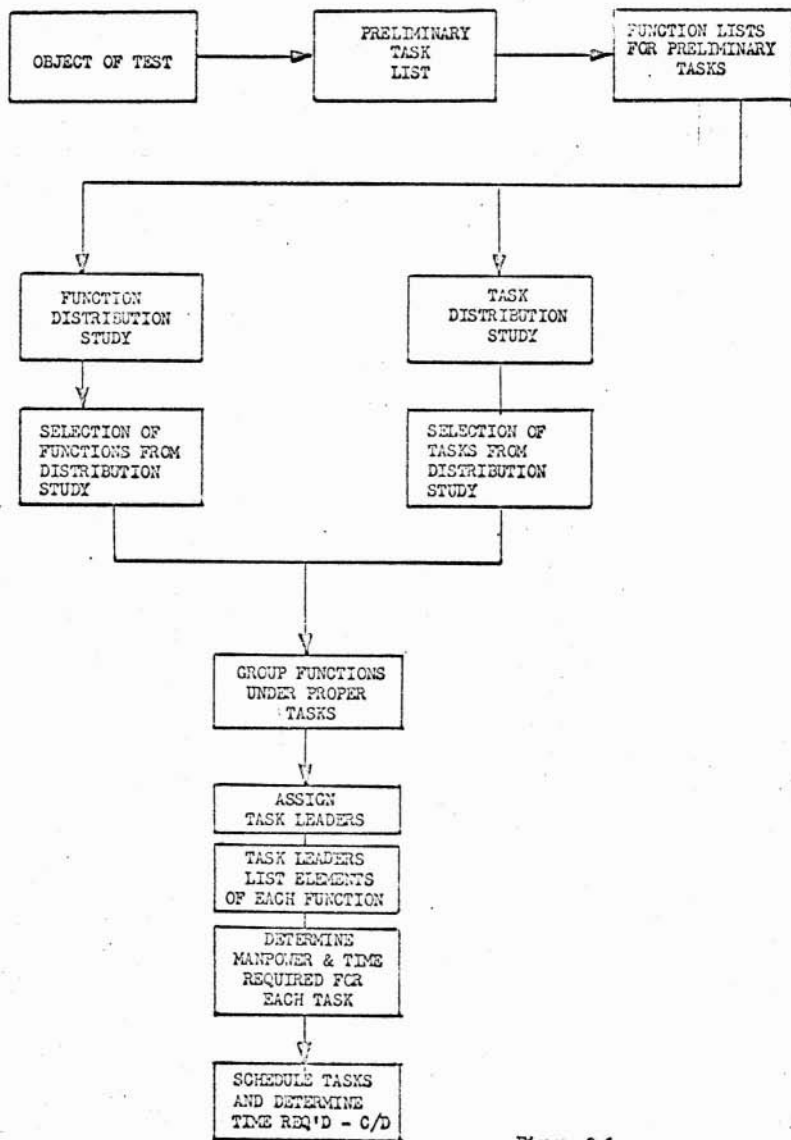 OBJECT OF TEST
PRELIMINARY
TASK
LIST
FUNCTION LISTS
FOR PRELIMINARY
TASKS
FUNCTION
DISTRIBUTION
STUDY
TASK
DISTRIBUTION
STUDY
SELECTION OF
FUNCTIONS FROM
DISTRIBUTION
STUDY
SELECTION OF
TASKS FROM
DISTRIBUTION
STUDY
GROUP FUNCTIONS
UNDER PROPER
TASKS
ASSIGN
TASK LEADERS
TASK LEADERS
LIST ELEMENTS
OF EACH FUNCTION
DETERMINE
MANPOWER & TIME
REQUIRED FOR
EACH TASK
SCHEDULE TASKS
AND DETERMINE
TIME REQ'D - C/D